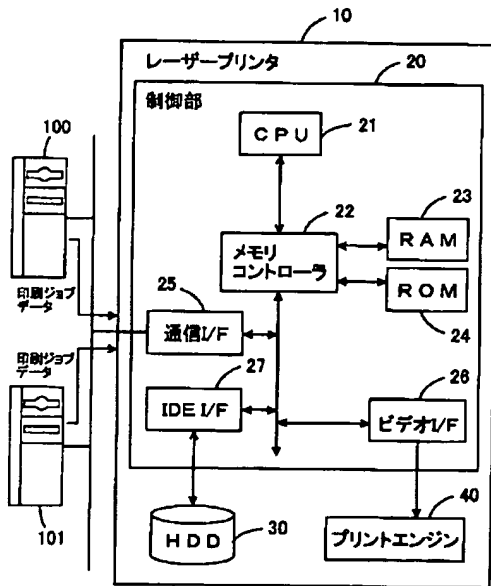 10
レーザープリンタ
20
制御部
100
CPU
21
22
23
メモリ
コントローラ
RAM
ROM
24
印刷ジョブ
データ
25
通信I/F
印刷ジョブ
データ
27
26
IDE I/F
ビデオI/F
101
HDD
30
40
プリントエンジン